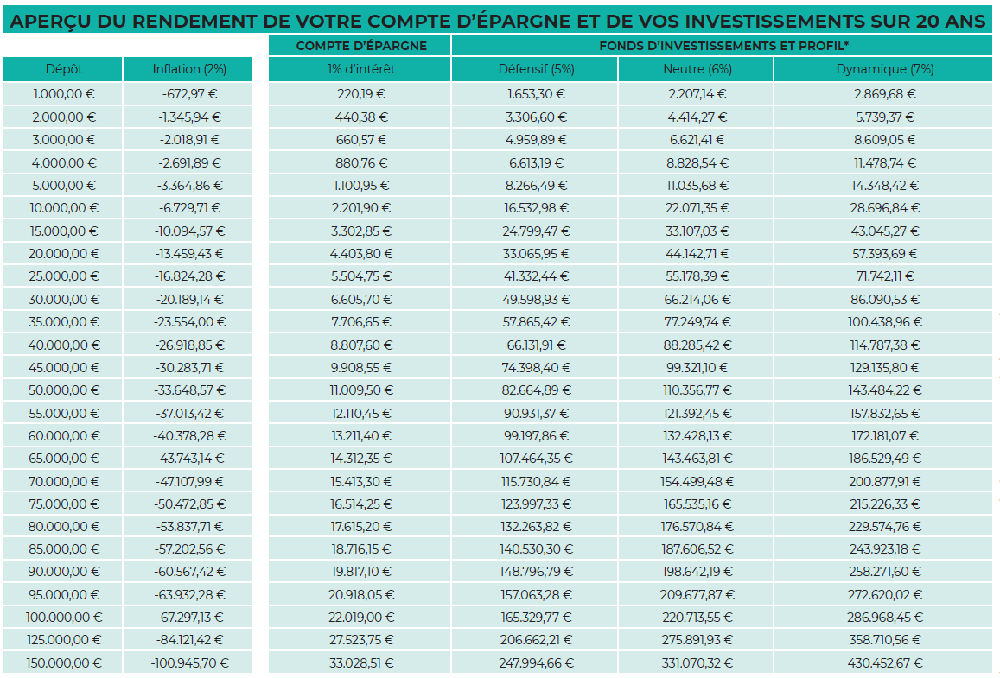 APERÇU DU RENDEMENT DE VOTRE COMPTE D'ÉPARGNE ET DE VOS INVESTISSEMENTS SUR 20 ANS
COMPTE D'ÉPARGNE FONDS D'INVESTISSEMENTS ET PROFIL*
Dépôt Inflation (2%) 1% d'intérêt Défensif (5%) Neutre (6%) Dynamique (7%)
1.000,00 € -672,97 € 220,19 € 1.653,30 € 2.207,14 € 2.869,68 €
2.000,00 € -1.345,94 € 440,38 € 3.306,60 € 4.414,27 € 5.739,37 €
3.000,00 € -2.018,91 € 660,57 € 4.959,89 € 6.621,41 € 8.609,05 €
4.000,00 € -2.691,89 € 880,76 € 6.613,19 € 8.828,54 € 11.478,74 €
5.000,00 € -3.364,86 € 1.100,95 € 8.266,49 € 11.035,68 € 14.348,42 €
10.000,00 € -6.729,71 € 2.201,90 € 16.532,98 € 22.071,35 € 28.696,84 €
15.000,00 € -10.094,57 € 3.302,85 € 24.799,47 € 33.107,03 € 43.045,27 €
20.000,00 € -13.459,43 € 4.403,80 € 33.065,95 € 44.142,71 € 57.393,69 €
25.000,00 € -16.824,28 € 5.504,75 € 41.332,44 € 55.178,39 € 71.742,11 €
30.000,00 € -20.189,14 € 6.605,70 € 49.598,93 € 66.214,06 € 86.090,53 €
35.000,00 € -23.554,00 € 7.706,65 € 57.865,42 € 77.249,74 € 100.438,96 €
40.000,00 € -26.918,85 € 8.807,60 € 66.131,91 € 88.285,42 € 114.787,38 €
45.000,00 € -30.283,71 € 9.908,55 € 74.398,40 € 99.321,10 € 129.135,80 €
50.000,00 € -33.648,57 € 11.009,50 € 82.664,89 € 110.356,77 € 143.484,22 €
55.000,00 € -37.013,42 € 12.110,45 € 90.931,37 € 121.392,45 € 157.832,65 €
60.000,00 € -40.378,28 € 13.211,40 € 99.197,86 € 132.428,13 € 172.181,07 €
65.000,00 € -43.743,14 € 14.312,35 € 107.464,35 € 143.463,81 € 186.529,49 €
70.000,00 € -47.107,99 € 15.413,30 € 115.730,84 € 154.499,48 € 200.877,91 €
75.000,00 € -50.472,85 € 16.514,25 € 123.997,33 € 165.535,16 € 215.226,33 €
80.000,00 € -53.837,71 € 17.615,20 € 132.263,82 € 176.570,84 € 229.574,76 €
85.000,00 € -57.202,56 € 18.716,15 € 140.530,30 € 187.606,52 € 243.923,18 €
90.000,00 € -60.567,42 € 19.817,10 € 148.796,79 € 198.642,19 € 258.271,60 €
95.000,00 € -63.932,28 € 20.918,05 € 157.063,28 € 209.677,87 € 272.620,02 €
100.000,00 € -67.297,13 € 22.019,00 € 165.329,77 € 220.713,55 € 286.968,45 €
125.000,00 € -84.121,42 € 27.523,75 € 206.662,21 € 275.891,93 € 358.710,56 €
150.000,00 € -100.945,70 € 33.028,51 € 247.994,66 € 331.070,32 € 430.452,67 €